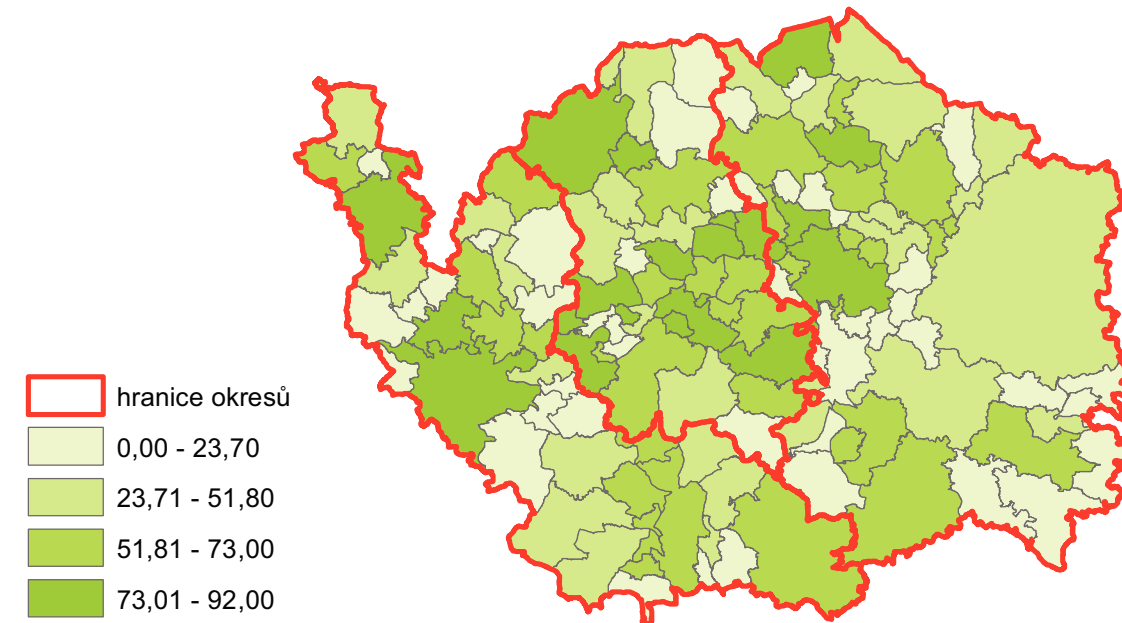 hranice okresů
0,00 - 23,70
23,71 - 51,80
51,81 - 73,00
73,01 - 92,00